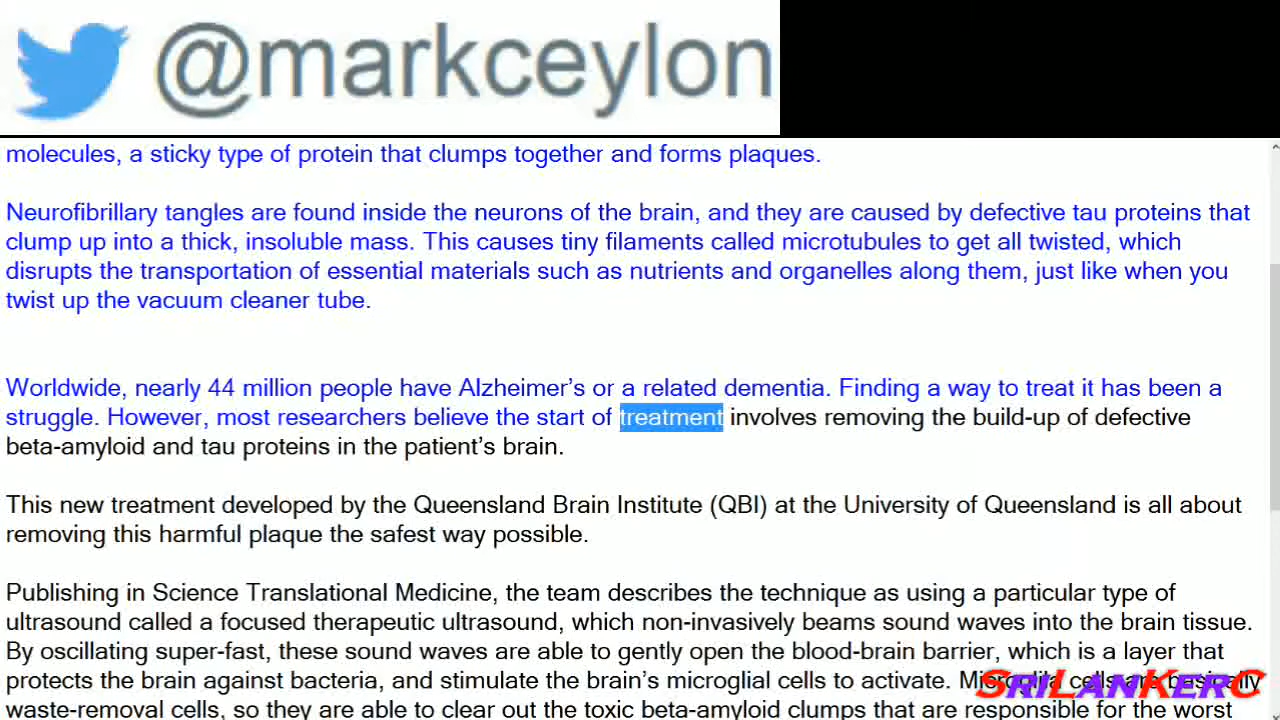 @markceylon
molecules, a sticky type of protein that clumps together and forms plaques.
Neurofibrillary tangles are found inside the neurons of the brain, and they are caused by defective tau proteins that
clump up into a thick, insoluble mass. This causes tiny filaments called microtubules to get all twisted, which
disrupts the transportation of essential materials such as nutrients and organelles along them, just like when you
twist up the vacuum cleaner tube.
Worldwide, nearly 44 million people have Alzheimer’s or a related dementia. Finding a way to treat it has been a
struggle. However, most researchers believe the start of treatment involves removing the build-up of defective
beta-amyloid and tau proteins in the patient’s brain.
This new treatment developed by the Queensland Brain Institute (QBI) at the University of Queensland is all about
removing this harmful plaque the safest way possible.
Publishing in Science Translational Medicine, the team describes the technique as using a particular type of
ultrasound called a focused therapeutic ultrasound, which non-invasively beams sound waves into the brain tissue.
By oscillating super-fast, these sound waves are able to gently open the blood-brain barrier, which is a layer that
protects the brain against bacteria, and stimulate the brain’s microglial cells to activate. Microglila cells are basically
waste-removal cells, so they are able to clear out the toxic beta-amyloid clumps that are responsible for the worst
SRILANKERC